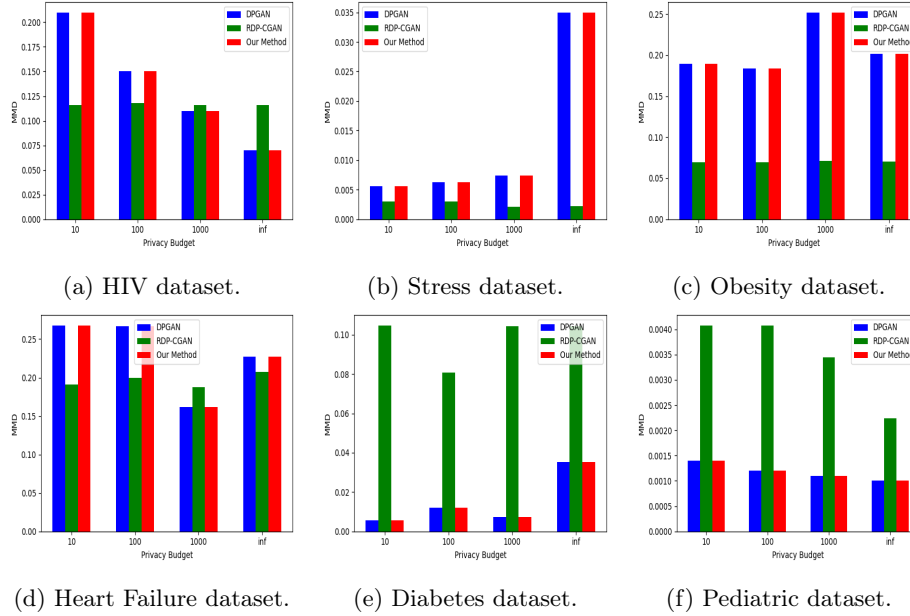 0.200
0.175
0.150
0.125
0.100
0.075
0.050
0.025
0.000
MMD
10 100 1000 inf
Privacy Budget
DPGAN
RDP-CGAN
Our Method
(a) HIV dataset.
0.035
0.030
0.025
0.020
0.015
0.010
0.005
0.000
MMD
10 100 1000 inf
Privacy Budget
DPGAN
RDP-CGAN
Our Method
(b) Stress dataset.
0.25
0.20
0.15
0.10
0.05
0.00
MMD
10 100 1000 inf
Privacy Budget
DPGAN
RDP-CGAN
Our Method
(c) Obesity dataset.
0.25
0.20
0.15
0.10
0.05
0.00
MMD
10 100 1000 inf
Privacy Budget
DPGAN
RDP-CGAN
Our Method
(d) Heart Failure dataset.
0.10
0.08
0.06
0.04
0.02
0.00
MMD
10 100 1000 inf
Privacy Budget
DPGAN
RDP-CGAN
Our Method
(e) Diabetes dataset.
0.0040
0.0035
0.0030
0.0025
0.0020
0.0015
0.0010
0.0005
0.0000
MMD
10 100 1000 inf
Privacy Budget
DPGAN
RDP-CGAN
Our Method
(f) Pediatric dataset.